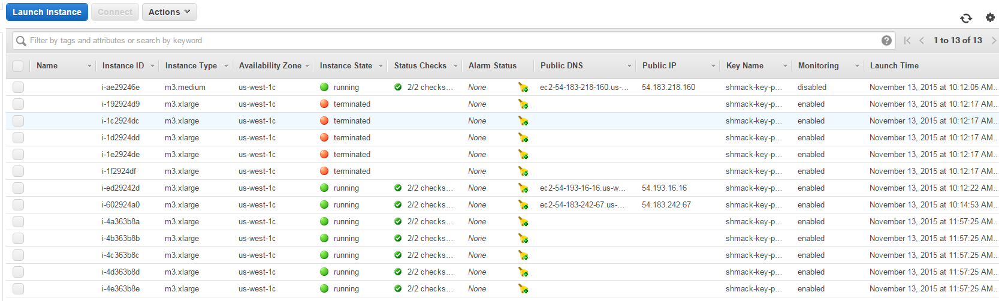 Launch Instance Connect Actions
Filter by tags and attributes or search by keyword 1 to 13 of 13
Name Instance ID Instance Type Availability Zone Instance State Status Checks Alarm Status Public DNS Public IP Key Name Monitoring Launch Time
i-ae29246e m3.medium us-west-1c running 2/2 checks... None ec2-54-183-218-160.us-... 54.183.218.160 shmack-key-p... disabled November 13, 2015 at 10:12:05 AM...
i-192924d9 m3.xlarge us-west-1c terminated None shmack-key-p... enabled November 13, 2015 at 10:12:17 AM...
i-1c2924dc m3.xlarge us-west-1c terminated None shmack-key-p... enabled November 13, 2015 at 10:12:17 AM...
i-1d2924dd m3.xlarge us-west-1c terminated None shmack-key-p... enabled November 13, 2015 at 10:12:17 AM...
i-1e2924de m3.xlarge us-west-1c terminated None shmack-key-p... enabled November 13, 2015 at 10:12:17 AM...
i-1f2924df m3.xlarge us-west-1c terminated None shmack-key-p... enabled November 13, 2015 at 10:12:17 AM...
i-ed29242d m3.xlarge us-west-1c running 2/2 checks... None ec2-54-193-16-16.us-w... 54.193.16.16 shmack-key-p... enabled November 13, 2015 at 10:12:22 AM...
i-602924a0 m3.xlarge us-west-1c running 2/2 checks... None ec2-54-183-242-67.us-... 54.183.242.67 shmack-key-p... enabled November 13, 2015 at 10:14:53 AM...
i-4a363b8a m3.xlarge us-west-1c running 2/2 checks... None shmack-key-p... enabled November 13, 2015 at 11:57:25 AM...
i-4b363b8b m3.xlarge us-west-1c running 2/2 checks... None shmack-key-p... enabled November 13, 2015 at 11:57:25 AM...
i-4c363b8c m3.xlarge us-west-1c running 2/2 checks... None shmack-key-p... enabled November 13, 2015 at 11:57:25 AM...
i-4d363b8d m3.xlarge us-west-1c running 2/2 checks... None shmack-key-p... enabled November 13, 2015 at 11:57:25 AM...
i-4e363b8e m3.xlarge us-west-1c running 2/2 checks... None shmack-key-p... enabled November 13, 2015 at 11:57:25 AM...